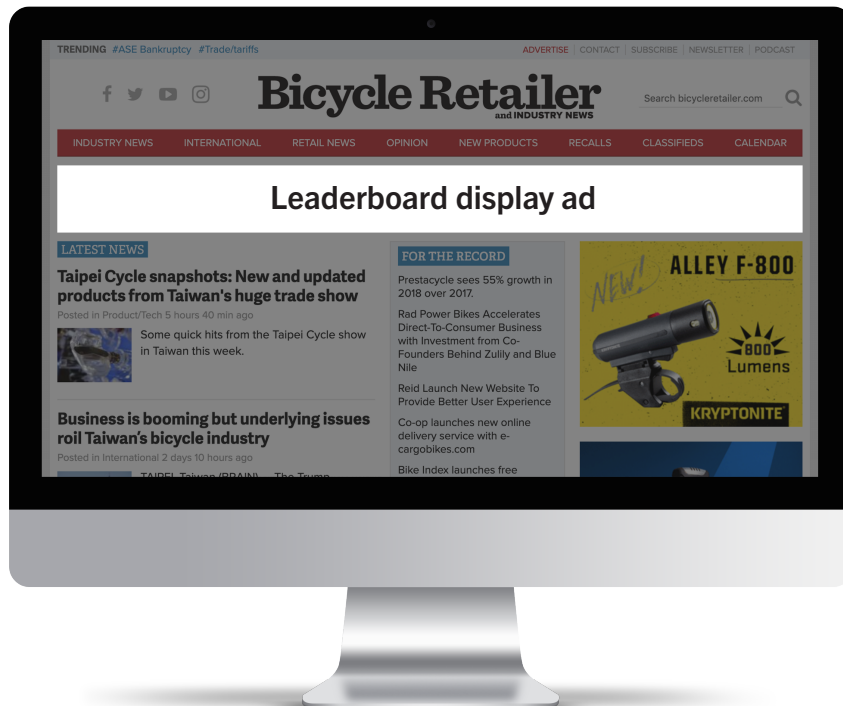 TRENDING #ASE Bankruptcy #Trade/tariffs
ADVERTISE | CONTACT | SUBSCRIBE | NEWSLETTER | PODCAST
Bicycle Retailer
and INDUSTRY NEWS
Search bicycleretailer.com
INDUSTRY NEWS INTERNATIONAL RETAIL NEWS OPINION NEW PRODUCTS RECALLS CLASSIFIEDS CALENDAR
Leaderboard display ad
LATEST NEWS
Taipei Cycle snapshots: New and updated
products from Taiwan's huge trade show
Posted in Product/Tech 5 hours 40 min ago
Some quick hits from the Taipei Cycle show
in Taiwan this week.
Business is booming but underlying issues
roil Taiwan's bicycle industry
Posted in International 2 days 10 hours ago
TAIPEI, Taiwan (BRAIN) — The Trump
FOR THE RECORD
Prestacycle sees 55% growth in
2018 over 2017.
Rad Power Bikes Accelerates
Direct-To-Consumer Business
with Investment from Co-
Founders Behind Zulily and Blue
Nile
Reid Launch New Website To
Provide Better User Experience
Co-op launches new online
delivery service with e-
cargobikes.com
Bike Index launches free
NEW!
ALLEY F-800
800
Lumens
KRYPTONITE